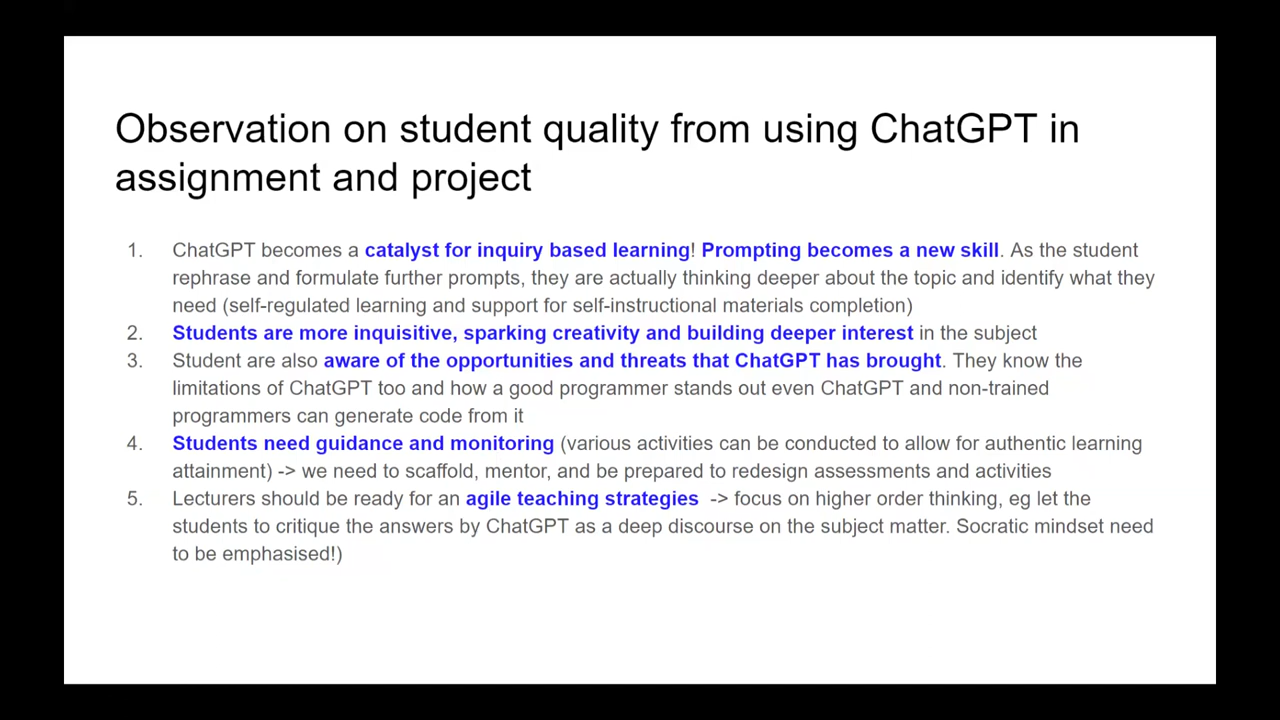 Observation on student quality from using ChatGPT in
assignment and project
1. ChatGPT becomes a catalyst for inquiry based learning! Prompting becomes a new skill. As the student
rephrase and formulate further prompts, they are actually thinking deeper about the topic and identify what they
need (self-regulated learning and support for self-instructional materials completion)
2. Students are more inquisitive, sparking creativity and building deeper interest in the subject
3. Student are also aware of the opportunities and threats that ChatGPT has brought. They know the
limitations of ChatGPT too and how a good programmer stands out even ChatGPT and non-trained
programmers can generate code from it
4. Students need guidance and monitoring (various activities can be conducted to allow for authentic learning
attainment) -> we need to scaffold, mentor, and be prepared to redesign assessments and activities
5. Lecturers should be ready for an agile teaching strategies -> focus on higher order thinking, eg let the
students to critique the answers by ChatGPT as a deep discourse on the subject matter. Socratic mindset need
to be emphasised!)